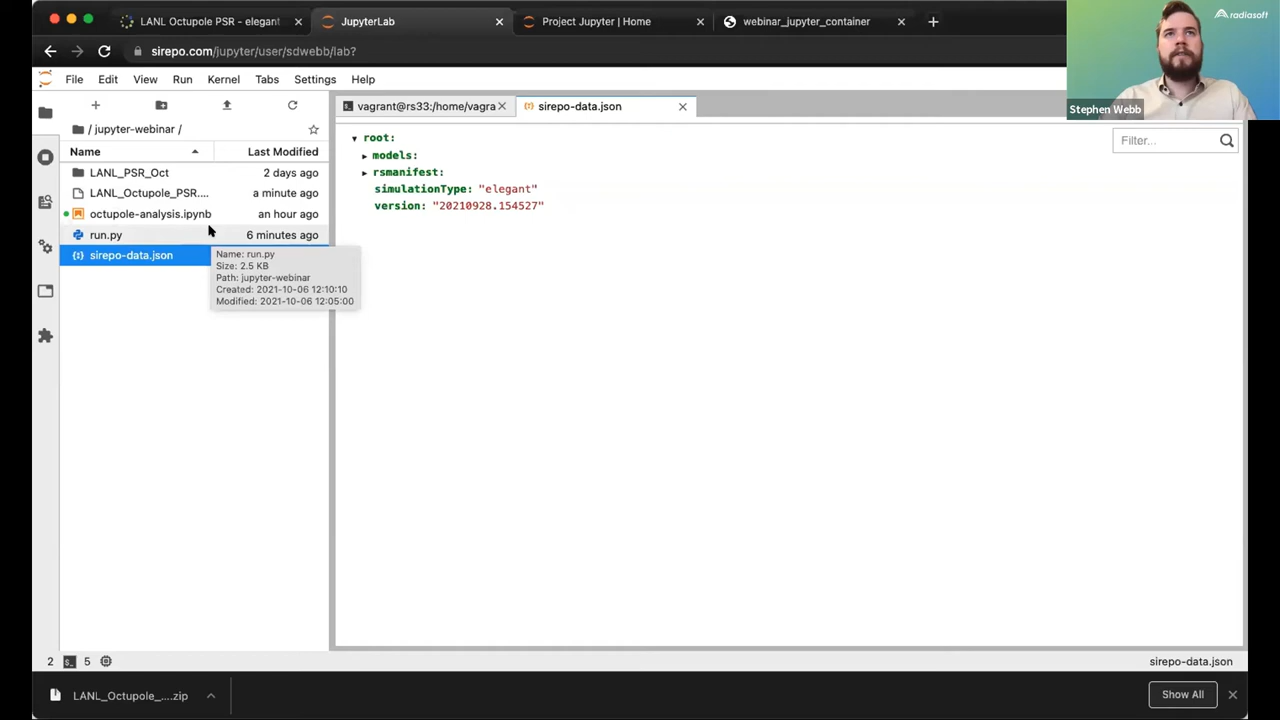 LANL Octupole PSR - elegant
JupyterLab
Project Jupyter | Home
webinar_jupyter_container
sirepo.com/jupyter/user/sdwebb/lab?
radiasoft
Stephen Webb
File Edit View Run Kernel Tabs Settings Help
/ jupyter-webinar /
Name Last Modified
LANL_PSR_Oct 2 days ago
LANL_Octupole_PSR.... a minute ago
octupole-analysis.ipynb an hour ago
run.py 6 minutes ago
sirepo-data.json
Name: run.py
Size: 2.5 KB
Path: jupyter-webinar
Created: 2021-10-06 12:10:10
Modified: 2021-10-06 12:05:00
vagrant@rs33:/home/vagra
sirepo-data.json
root:
models:
rsmanifest:
simulationType: "elegant"
version: "20210928.154527"
Filter...
2 5
sirepo-data.json
LANL_Octupole_....zip
Show All